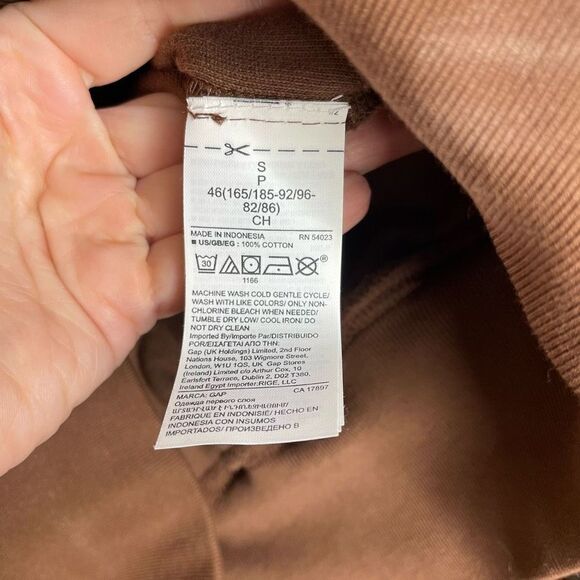 S
P
46(165/185-92/96-
82/86)
CH
MADE IN INDONESIA RN 54023
■ US/GB/EG : 100% COTTON
30
1166
MACHINE WASH COLD GENTLE CYCLE/
WASH WITH LIKE COLORS/ ONLY NON-
CHLORINE BLEACH WHEN NEEDED/
TUMBLE DRY LOW/ COOL IRON/ DO
NOT DRY CLEAN
Imported By/Importado Par/DISTRIBUIDO
POR/ΕΙΣΑΓΕΤΑΙ ΑΠΟ ΤΗΝ:
Gap (UK Holdings) Limited, 2nd Floor
Nations House, 103 Wigmore Street,
London, W1U 1QS, UK Gap Stores
(Ireland) Limited c/o Arthur Cox, 10
Earlsfort Terrace, Dublin 2, D02 T380,
Ireland Egypt Importer:RIGE, LLC
CA 17897
MARCA: GAP
Одежда первого слоя
FABRIQUE EN INDONISIE/ HECHO EN
INDONESIA CON INSUMOS
IMPORTADOS/ ПРОИЗВЕДЕНО В